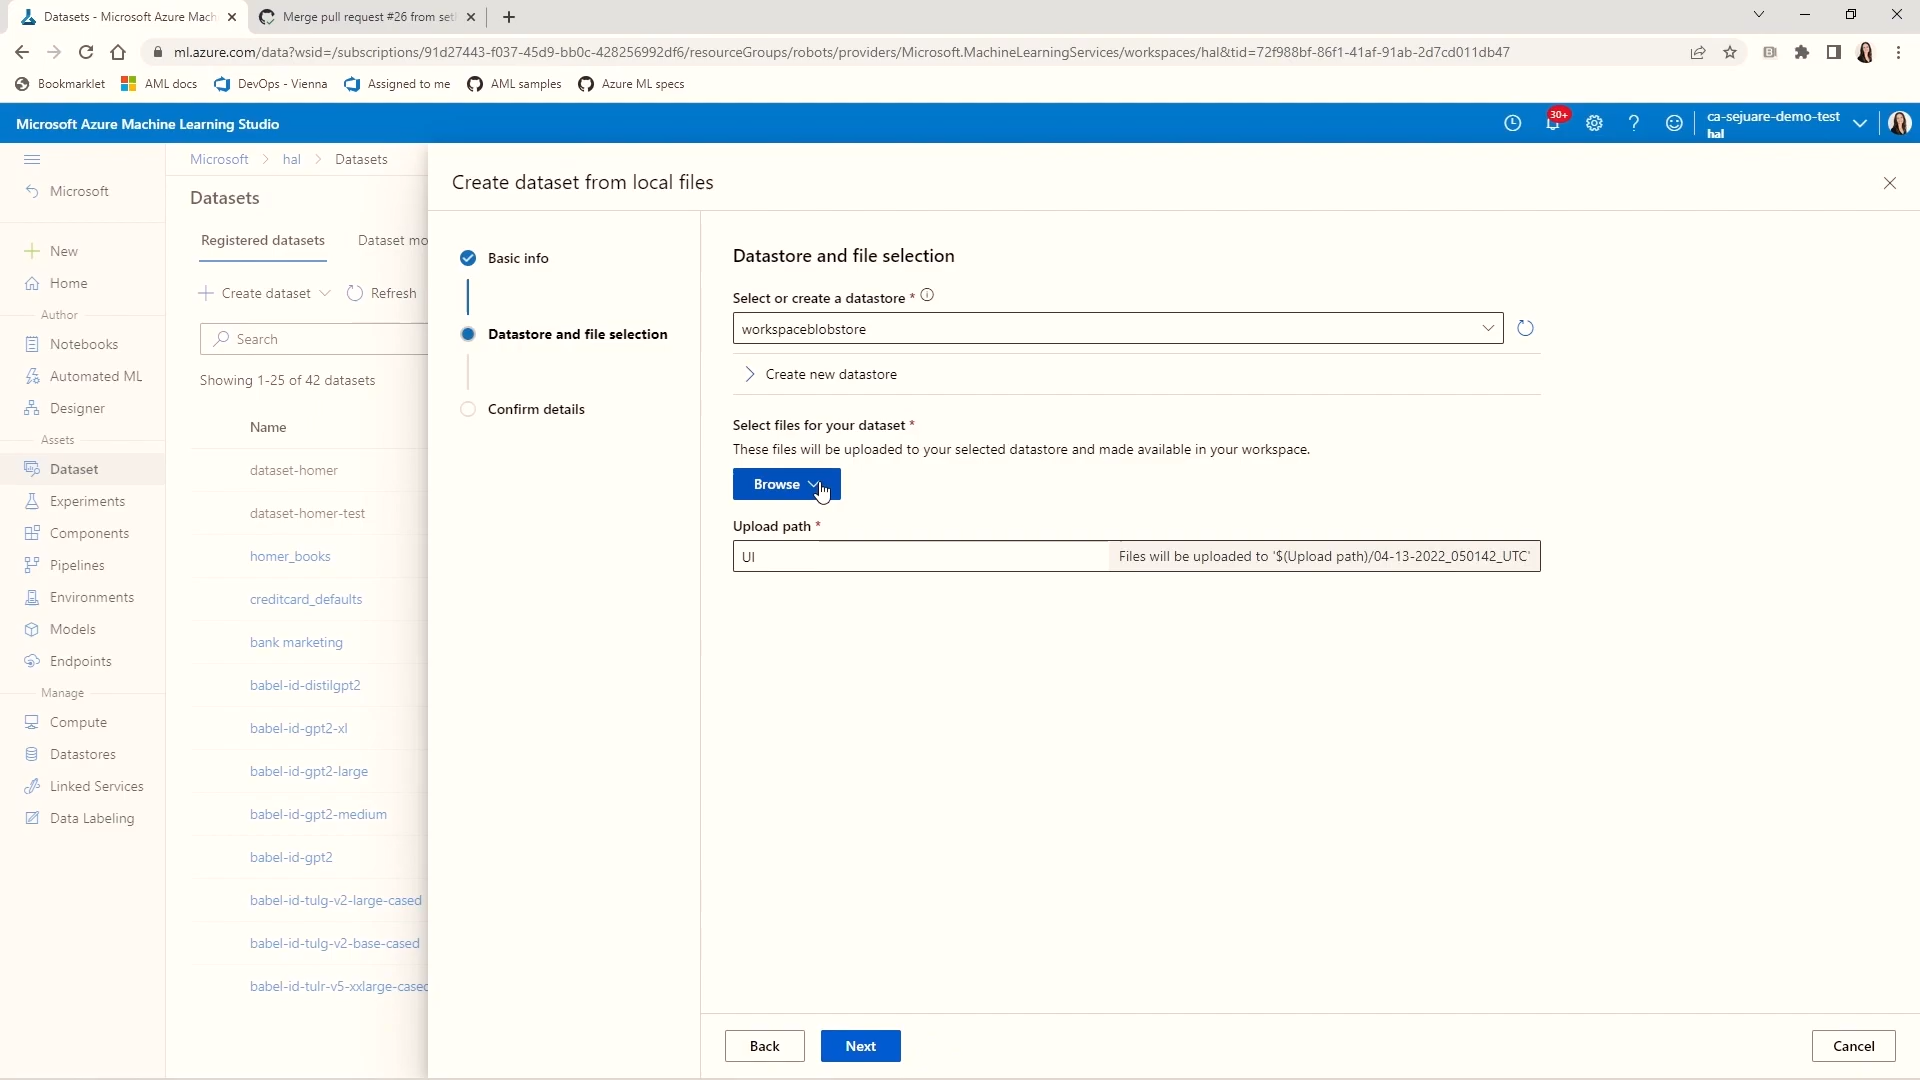 Datasets - Microsoft Azure Mach
Merge pull request #26 from set
ml.azure.com/data?wsid=/subscriptions/91d27443-f037-45d9-bb0c-428256992df6/resourceGroups/robots/providers/Microsoft.MachineLearningServices/workspaces/hal&tid=72f988bf-86f1-41af-91ab-2d7cd011db47
Bookmarklet
AML docs
DevOps - Vienna
Assigned to me
AML samples
Azure ML specs
Microsoft Azure Machine Learning Studio
30+
ca-sejuare-demo-test
hal
Microsoft
New
Home
Author
Notebooks
Automated ML
Designer
Assets
Dataset
Experiments
Components
Pipelines
Environments
Models
Endpoints
Manage
Compute
Datastores
Linked Services
Data Labeling
Microsoft > hal > Datasets
Datasets
Registered datasets
Dataset mo
Create dataset
Refresh
Search
Showing 1-25 of 42 datasets
Name
dataset-homer
dataset-homer-test
homer_books
creditcard_defaults
bank marketing
babel-id-distilgpt2
babel-id-gpt2-xl
babel-id-gpt2-large
babel-id-gpt2-medium
babel-id-gpt2
babel-id-tulg-v2-large-cased
babel-id-tulg-v2-base-cased
babel-id-tulr-v5-xxlarge-cased
Create dataset from local files
Basic info
Datastore and file selection
Confirm details
Datastore and file selection
Select or create a datastore *
workspaceblobstore
Create new datastore
Select files for your dataset *
These files will be uploaded to your selected datastore and made available in your workspace.
Browse
Upload path *
UI
Files will be uploaded to '$(Upload path)/04-13-2022_050142_UTC'
Back
Next
Cancel